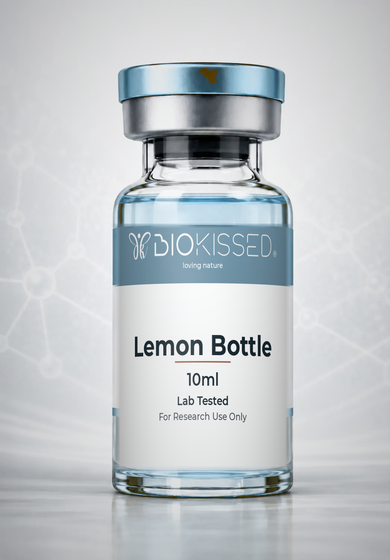 BIOKISSED®
loving nature
Lemon Bottle
10ml
Lab Tested
For Research Use Only